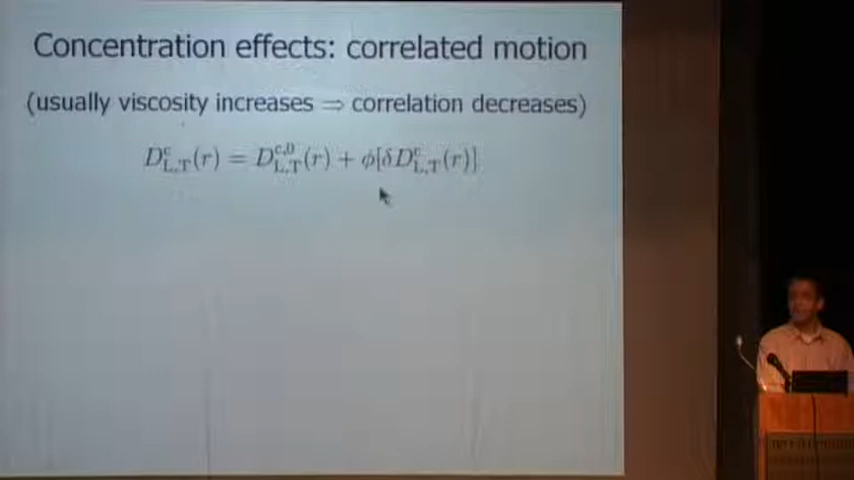 Concentration effects: correlated motion
(usually viscosity increases ⇒ correlation decreases)
D^c_{L,T}(r) = D^{c,0}_{L,T}(r) + ϕ[δD^c_{L,T}(r)]